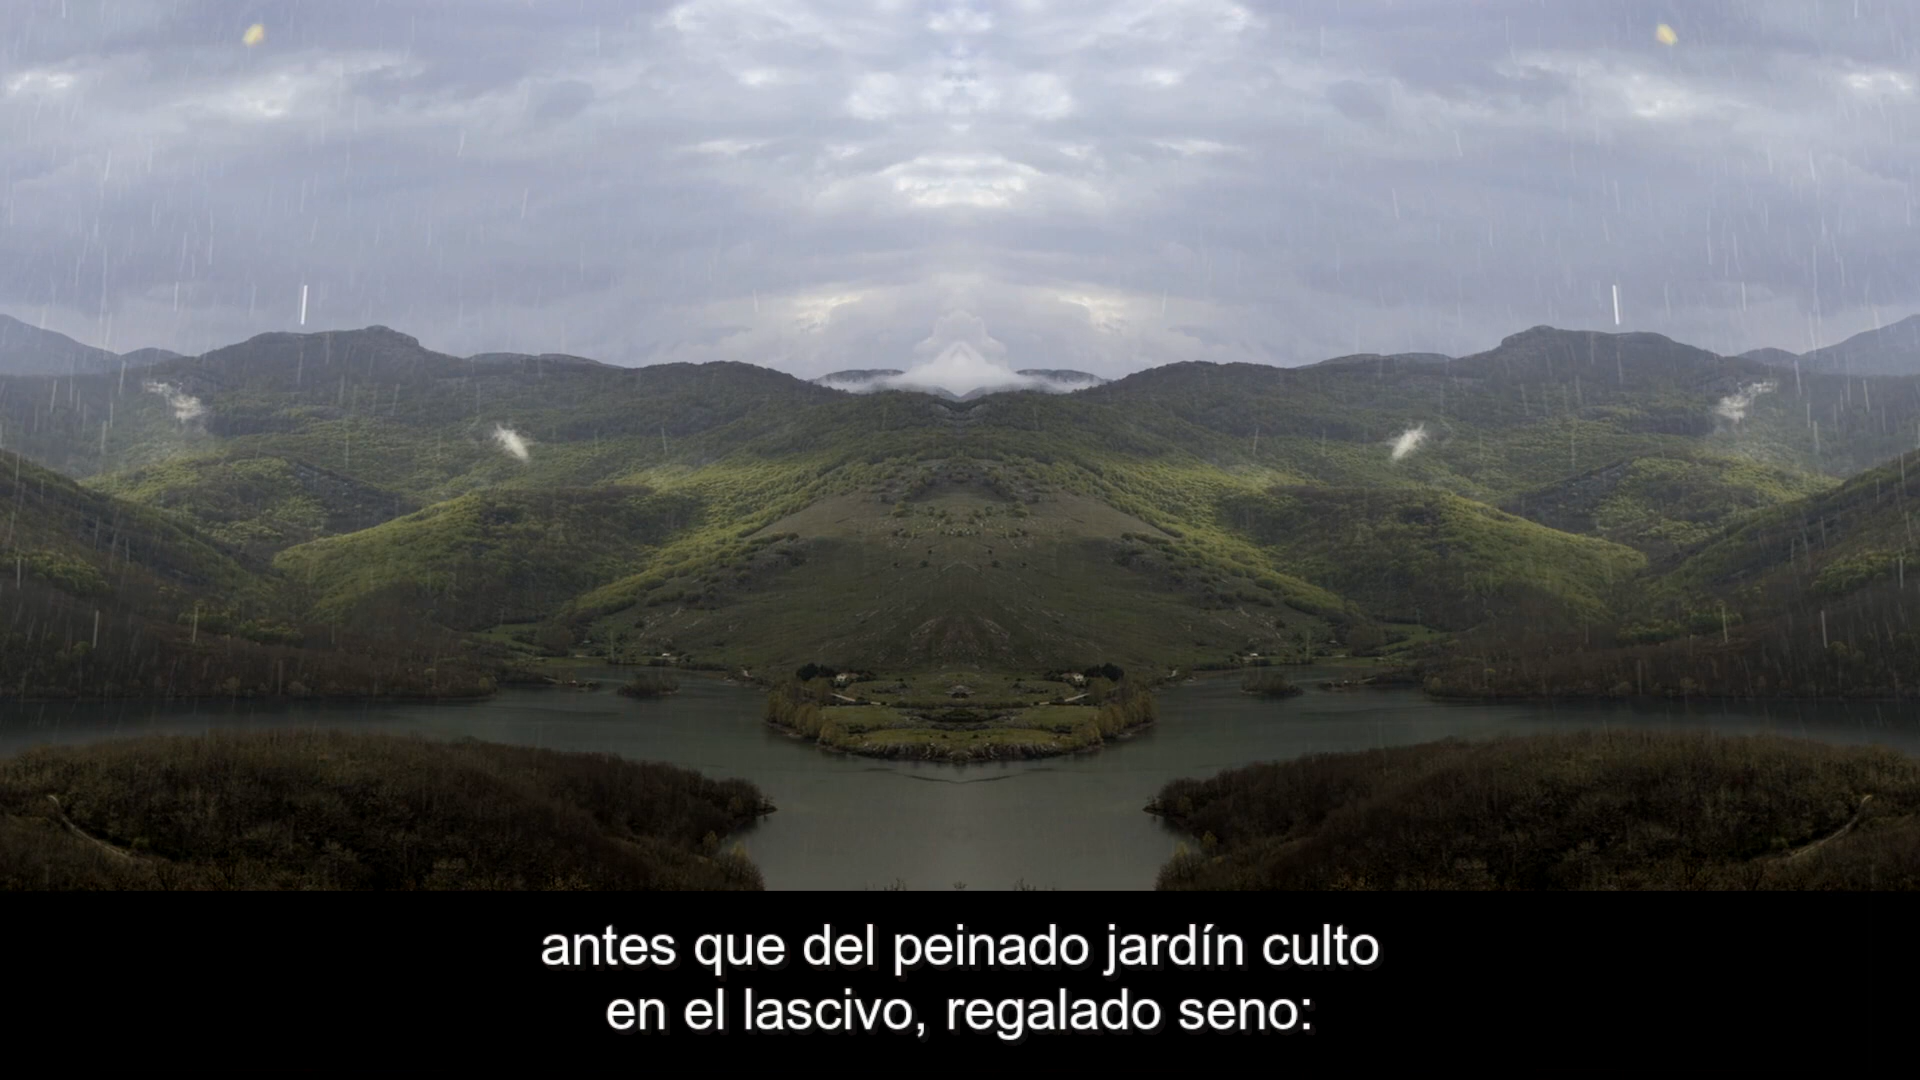 antes que del peinado jardín culto
en el lascivo, regalado seno: